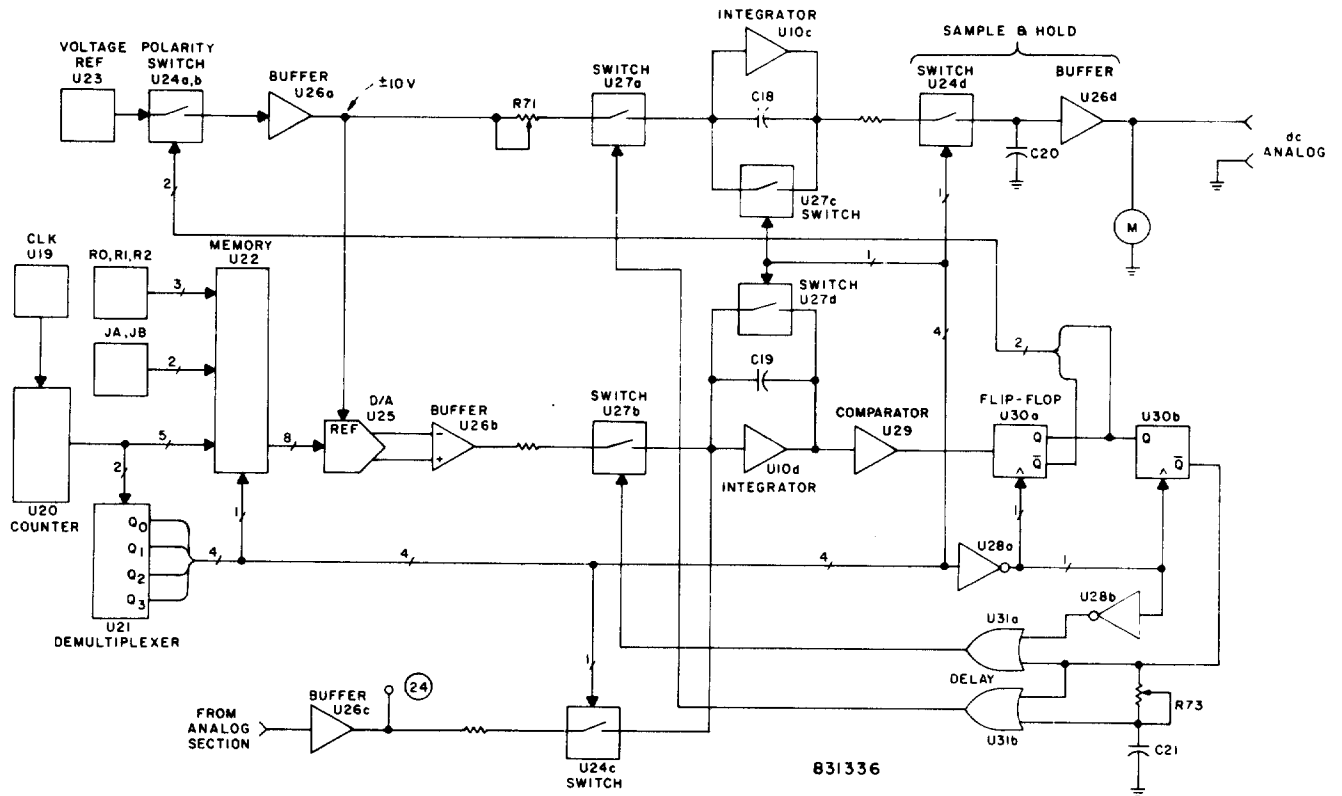 INTEGRATOR
U10c
SAMPLE & HOLD
VOLTAGE
REF
U23
POLARITY
SWITCH
U24a,b
BUFFER
U26a
±10V
SWITCH
U27a
R71
C18
SWITCH
U24d
BUFFER
U26d
C20
dc
ANALOG
2
U27c
SWITCH
1
M
CLK
U19
R0,R1,R2
MEMORY
U22
3
1
SWITCH
U27d
JA,JB
2
4
2
C19
D/A
U25
REF
BUFFER
U26b
-
+
SWITCH
U27b
COMPARATOR
U29
FLIP-FLOP
U30a
U30b
Q
Q̅
Q
Q̅
5
8
2
U10d
INTEGRATOR
U20
COUNTER
1
1
Q0
Q1
Q2
Q3
4
4
4
U28a
1
U28b
U21
DEMULTIPLEXER
U31a
1
DELAY
R73
BUFFER
U26c
24
FROM
ANALOG
SECTION
U31b
C21
U24c
SWITCH
831336